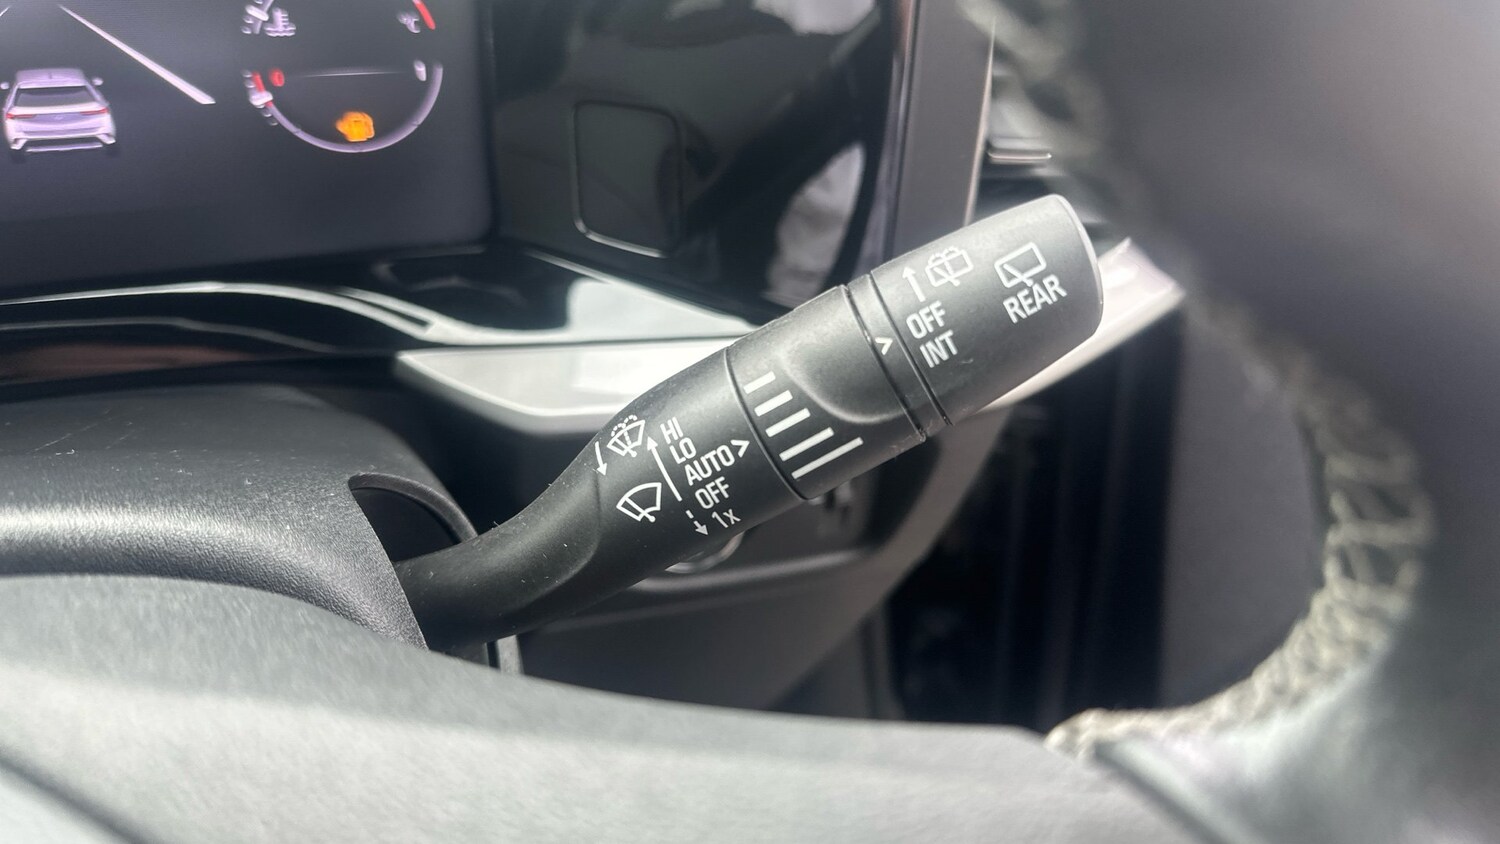 HI
LO
AUTO
OFF
1x
OFF
INT
REAR
°C